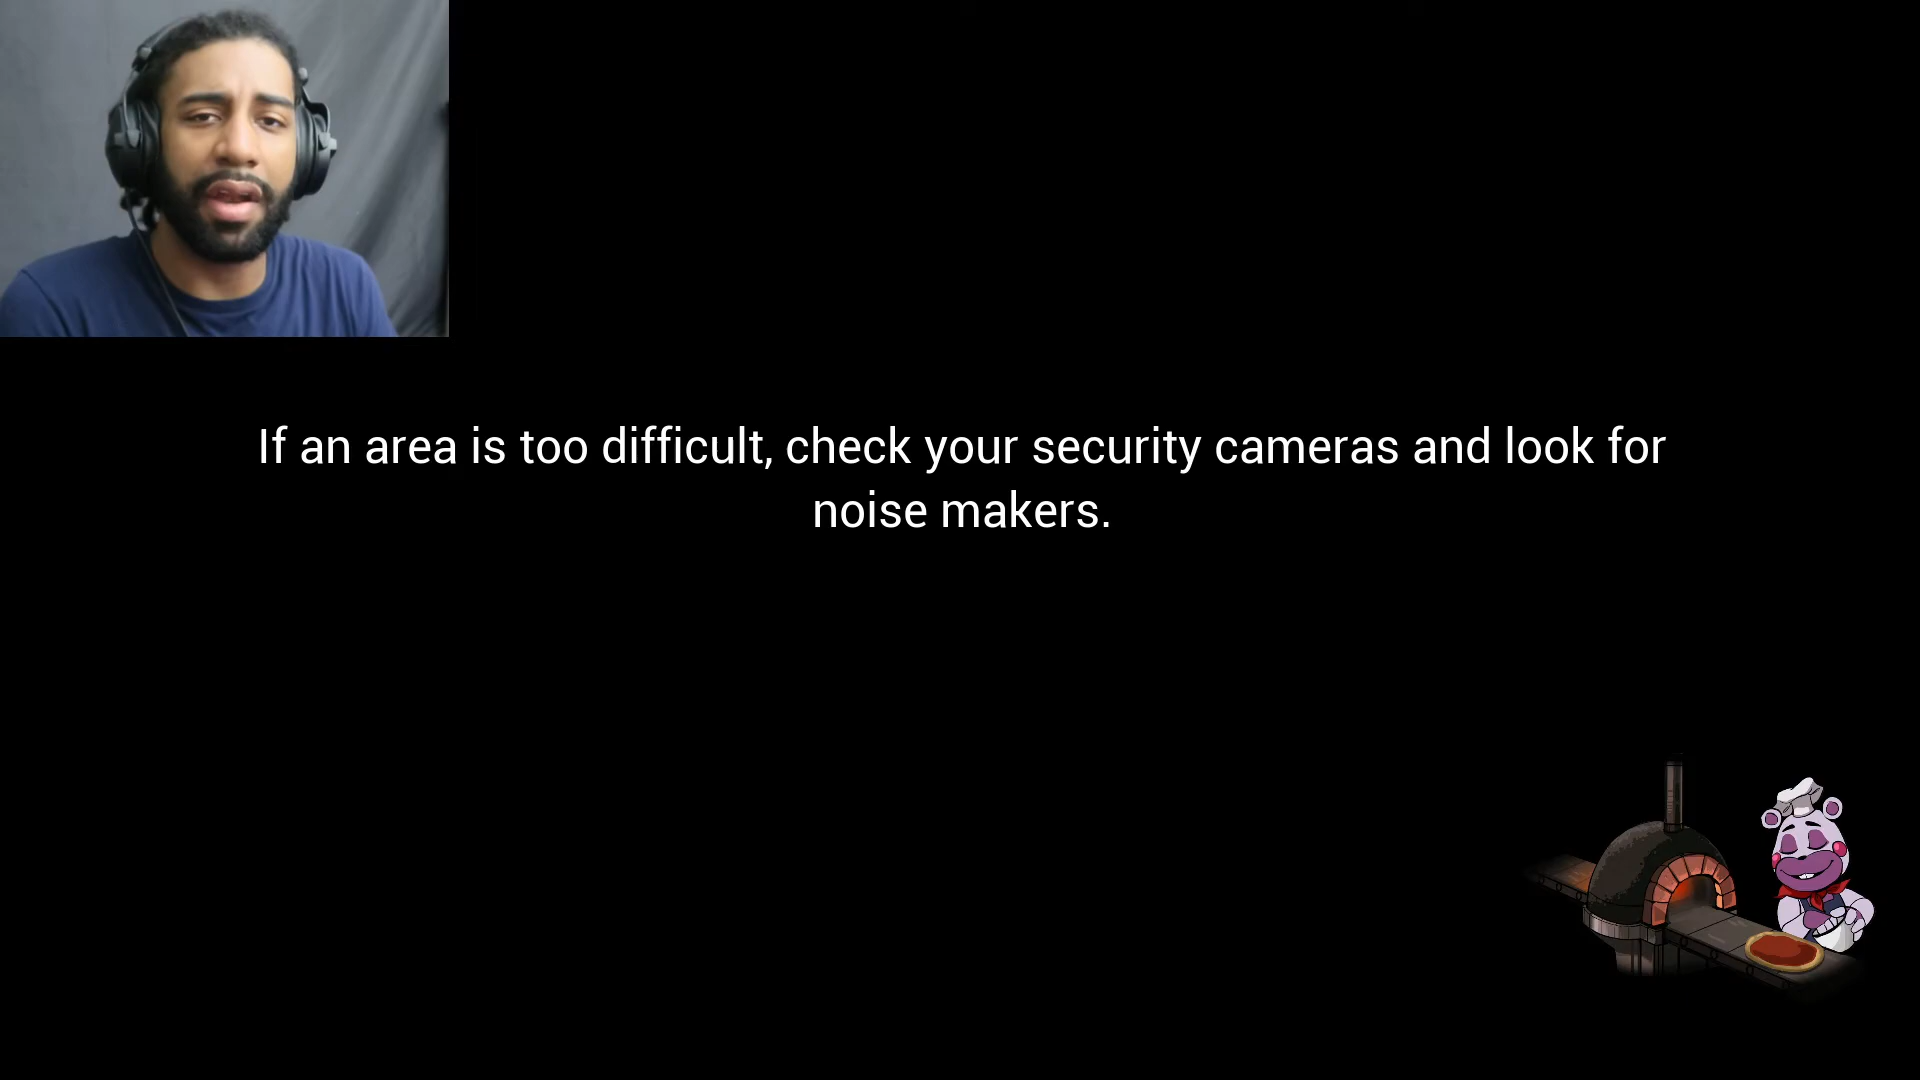 If an area is too difficult, check your security cameras and look for
noise makers.